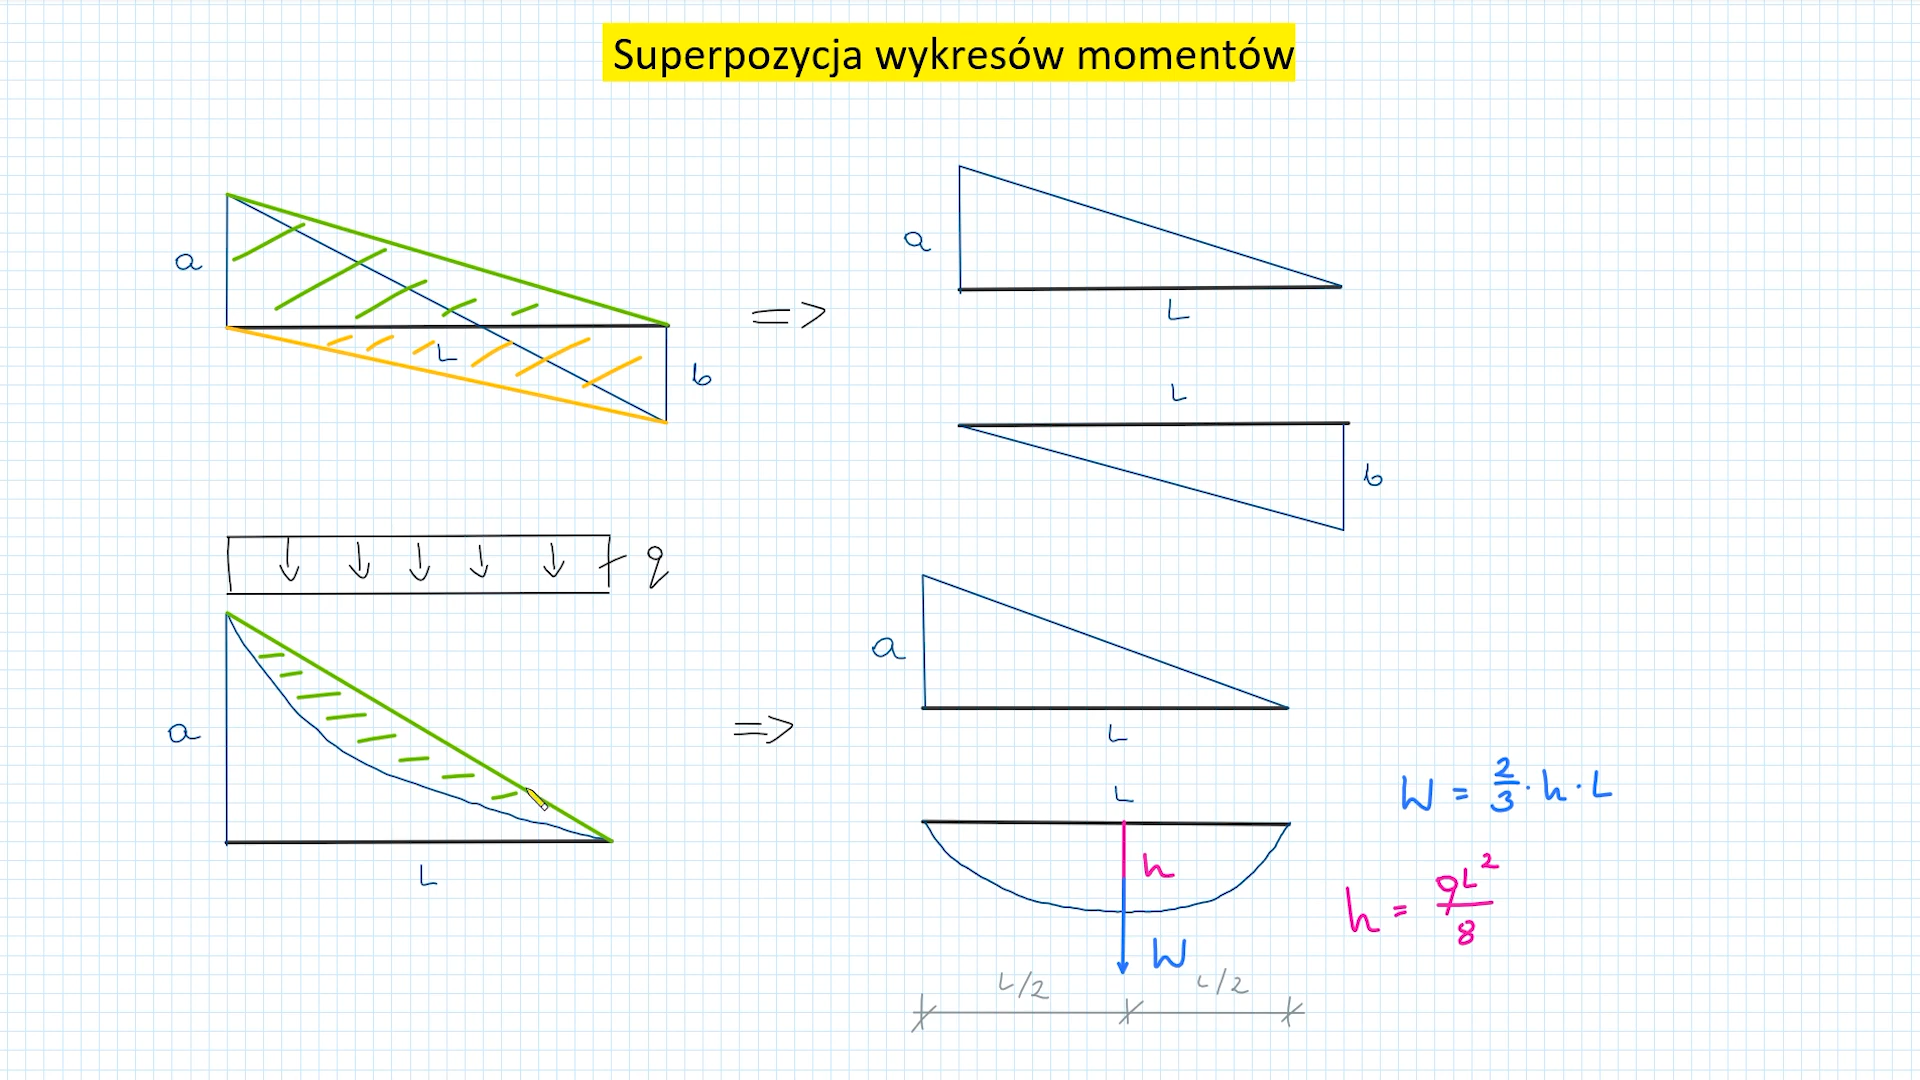 Superpozycja wykresów momentów
a
L
b
=>
a
L
L
b
q
a
L
=>
a
L
L
h
W
L/2
L/2
W = 2/3 · h · L
h = qL²/8